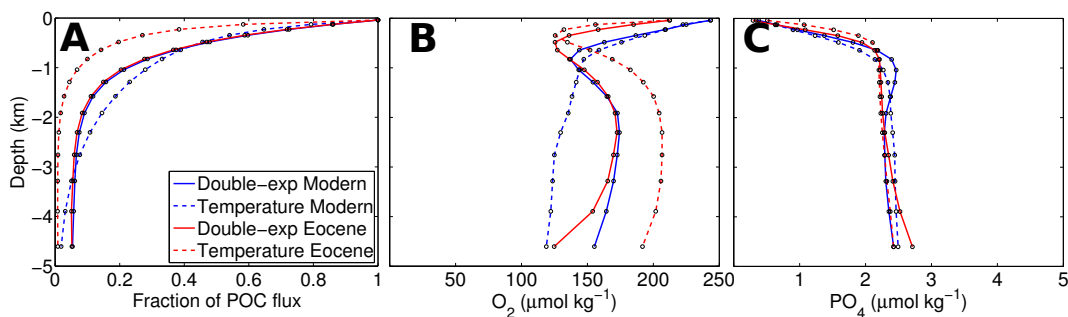 A
B
C
Depth (km)
0
−1
−2
−3
−4
−5
Double−exp Modern
Temperature Modern
Double−exp Eocene
Temperature Eocene
0 0.2 0.4 0.6 0.8 1
50 100 150 200 250
1 2 3 4 5
Fraction of POC flux
O₂ (μmol kg⁻¹)
PO₄ (μmol kg⁻¹)